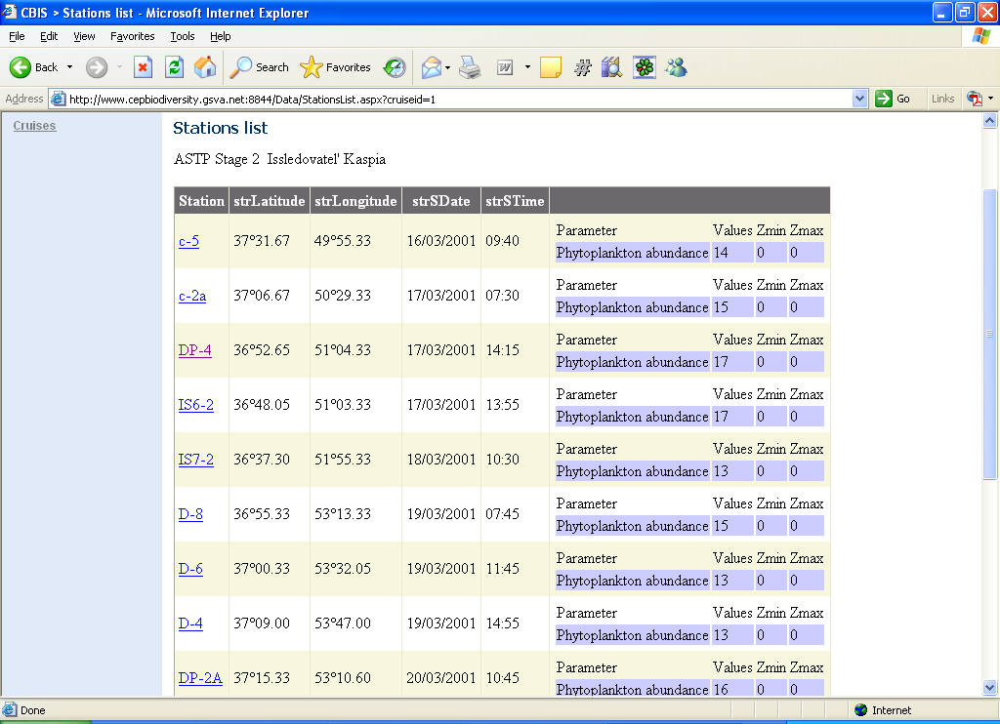 CBIS > Stations list - Microsoft Internet Explorer
File Edit View Favorites Tools Help
Back Search Favorites
Address http://www.cepbiodiversity.gsva.net:8844/Data/StationsList.aspx?cruiseid=1 Go Links
Cruises
Stations list
ASTP Stage 2 Issledovatel' Kaspia
Station strLatitude strLongitude strSDate strSTime
Parameter Values Zmin Zmax
c-5 37°31.67 49°55.33 16/03/2001 09:40
Phytoplankton abundance 14 0 0
Parameter Values Zmin Zmax
c-2a 37°06.67 50°29.33 17/03/2001 07:30
Phytoplankton abundance 15 0 0
Parameter Values Zmin Zmax
DP-4 36°52.65 51°04.33 17/03/2001 14:15
Phytoplankton abundance 17 0 0
Parameter Values Zmin Zmax
IS6-2 36°48.05 51°03.33 17/03/2001 13:55
Phytoplankton abundance 17 0 0
Parameter Values Zmin Zmax
IS7-2 36°37.30 51°55.33 18/03/2001 10:30
Phytoplankton abundance 13 0 0
Parameter Values Zmin Zmax
D-8 36°55.33 53°13.33 19/03/2001 07:45
Phytoplankton abundance 15 0 0
Parameter Values Zmin Zmax
D-6 37°00.33 53°32.05 19/03/2001 11:45
Phytoplankton abundance 13 0 0
Parameter Values Zmin Zmax
D-4 37°09.00 53°47.00 19/03/2001 14:55
Phytoplankton abundance 13 0 0
Parameter Values Zmin Zmax
DP-2A 37°15.33 53°10.60 20/03/2001 10:45
Phytoplankton abundance 16 0 0
Done Internet